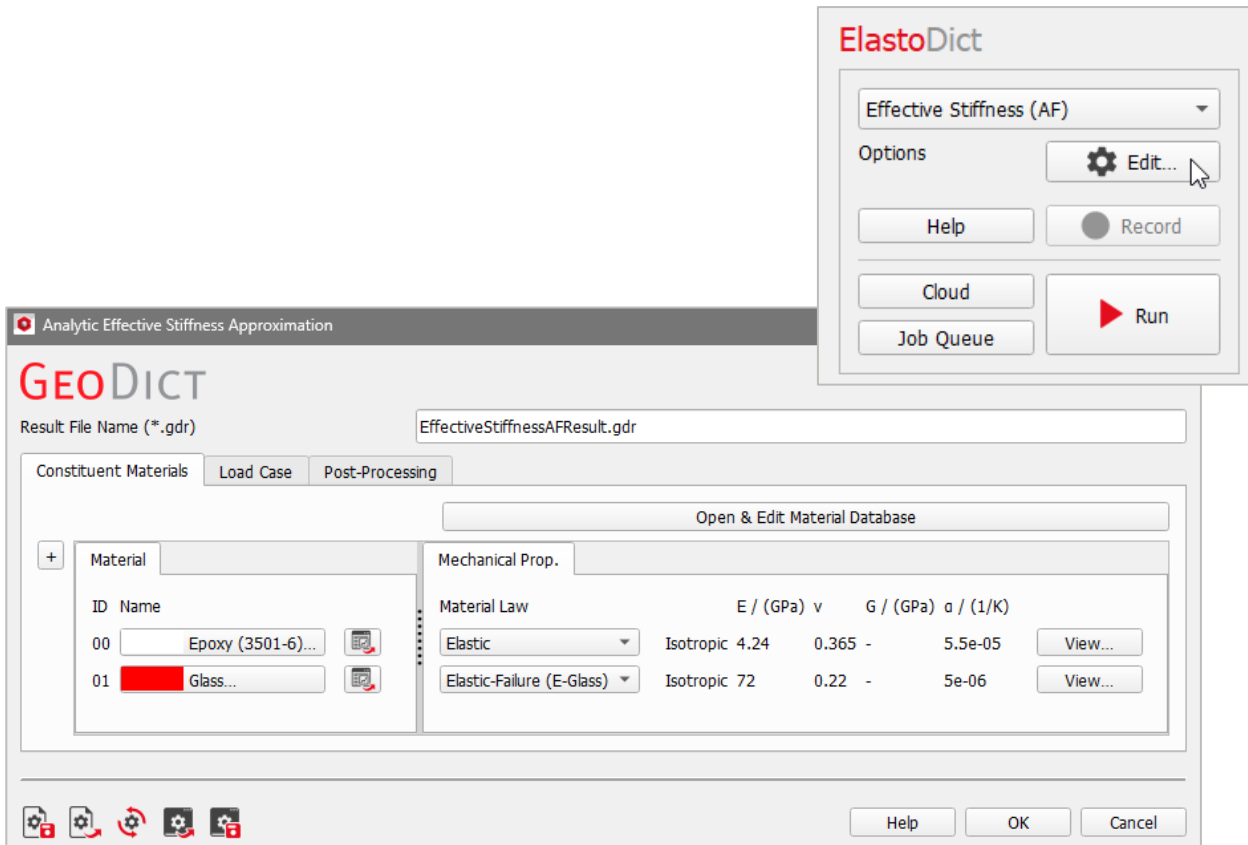 ElastoDict
Effective Stiffness (AF)
Options
Edit...
Help
Record
Cloud
Run
Job Queue
Analytic Effective Stiffness Approximation
GEODICT
Result File Name (*.gdr)
EffectiveStiffnessAFResult.gdr
Constituent Materials Load Case Post-Processing
Open & Edit Material Database
+
Material
Mechanical Prop.
ID Name
Material Law E / (GPa) ν G / (GPa) α / (1/K)
00 Epoxy (3501-6)... Elastic Isotropic 4.24 0.365 - 5.5e-05 View...
01 Glass... Elastic-Failure (E-Glass) Isotropic 72 0.22 - 5e-06 View...
Help OK Cancel